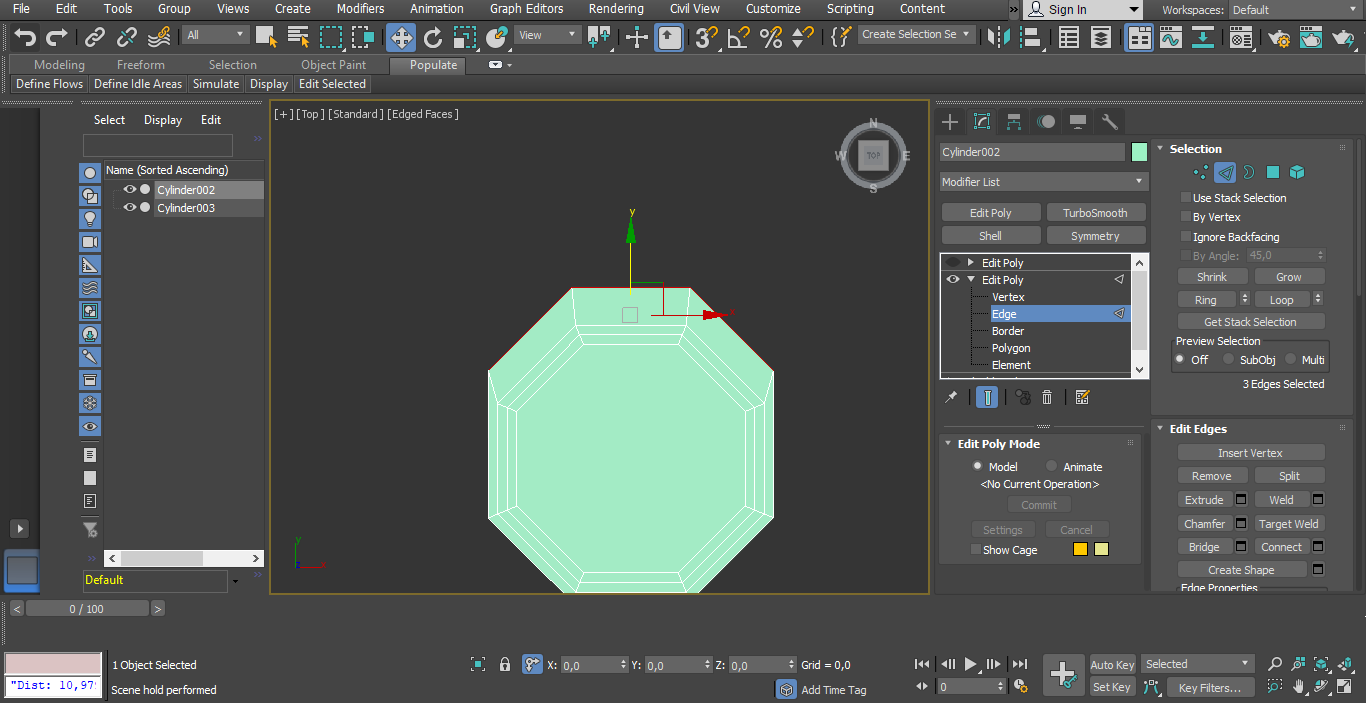 File Edit Tools Group Views Create Modifiers Animation Graph Editors Rendering Civil View Customize Scripting Content » Sign In Workspaces: Default
All View 3 Create Selection Se
Modeling Freeform Selection Object Paint Populate
Define Flows Define Idle Areas Simulate Display Edit Selected
Select Display Edit
Name (Sorted Ascending)
Cylinder002
Cylinder003
Default
[+] [Top] [Standard] [Edged Faces]
N
W TOP E
S
y
x
y
z x
Cylinder002
Modifier List
Edit Poly TurboSmooth
Shell Symmetry
Edit Poly
Edit Poly
Vertex
Edge
Border
Polygon
Element
Edit Poly Mode
Model Animate
<No Current Operation>
Commit
Settings Cancel
Show Cage
Selection
Use Stack Selection
By Vertex
Ignore Backfacing
By Angle: 45,0
Shrink Grow
Ring Loop
Get Stack Selection
Preview Selection
Off SubObj Multi
3 Edges Selected
Edit Edges
Insert Vertex
Remove Split
Extrude Weld
Chamfer Target Weld
Bridge Connect
Create Shape
Edge Properties
< 0 / 100 >
"Dist: 10,97
1 Object Selected
Scene hold performed
X: 0,0 Y: 0,0 Z: 0,0 Grid = 0,0
Add Time Tag
0
Auto Key Selected
Set Key Key Filters...